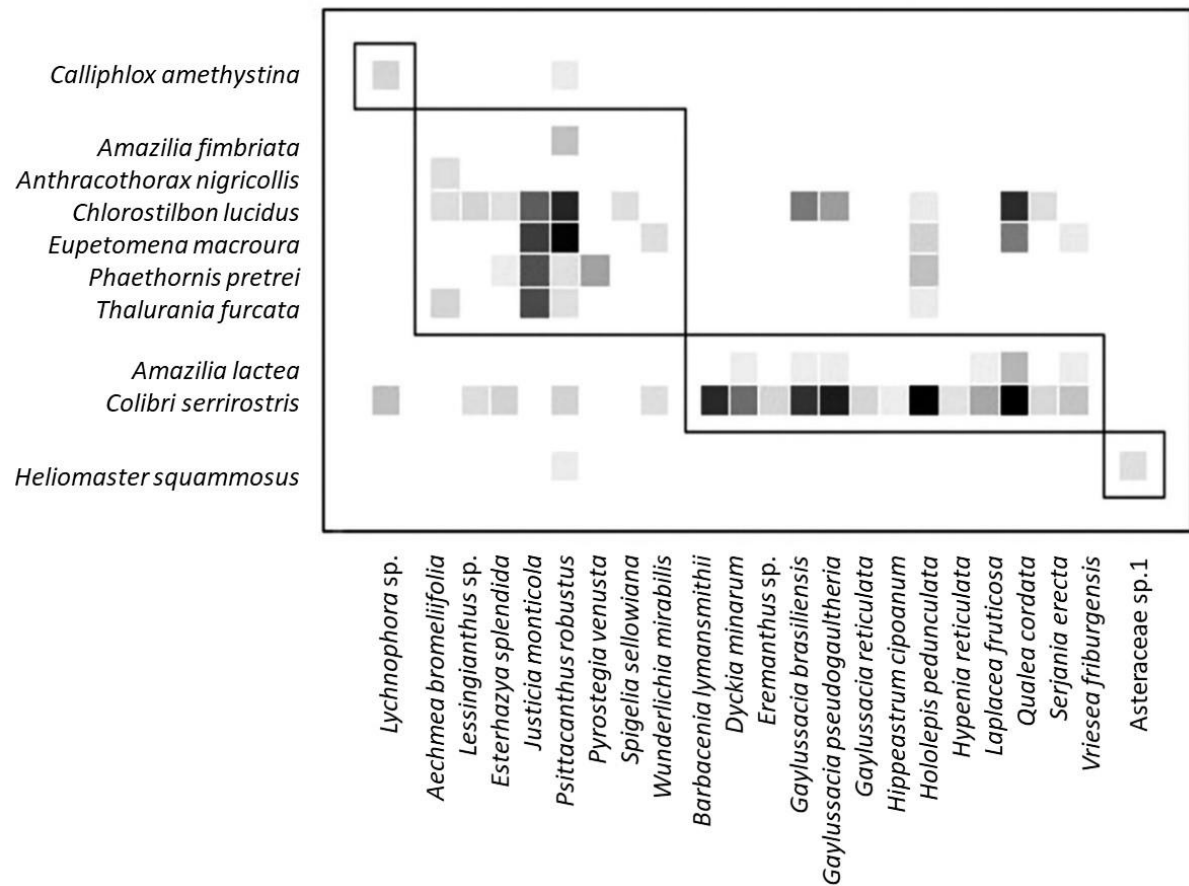 Calliphlox amethystina
Amazilia fimbriata
Anthracothorax nigricollis
Chlorostilbon lucidus
Eupetomena macroura
Phaethornis pretrei
Thalurania furcata
Amazilia lactea
Colibri serrirostris
Heliomaster squammosus
Lychnophora sp.
Aechmea bromeliifolia
Lessingianthus sp.
Esterhazya splendida
Justicia monticola
Psittacanthus robustus
Pyrostegia venusta
Spigelia sellowiana
Wunderlichia mirabilis
Barbacenia lymansmithii
Dyckia minarum
Eremanthus sp.
Gaylussacia brasiliensis
Gaylussacia pseudogaultheria
Gaylussacia reticulata
Hippeastrum cipoanum
Hololepis pedunculata
Hypenia reticulata
Laplacea fruticosa
Qualea cordata
Serjania erecta
Vriesea friburgensis
Asteraceae sp.1